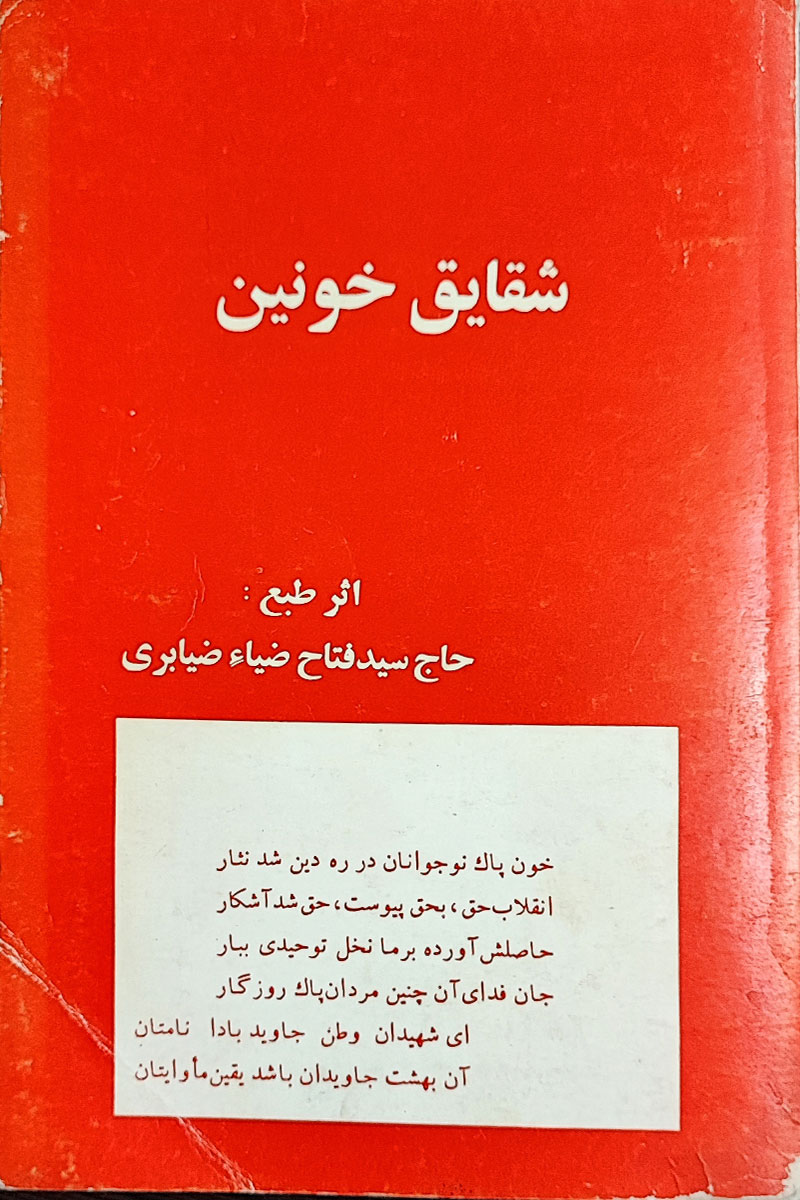 شقایق خونین
اثر طبع :
حاج سیدفتاح ضیاء ضیابری
خون پاك نوجوانان در ره دین شد نثار
انقلاب حق ، بحق پیوست، حق شد آشکار
حاصلش آورده برما نخل توحیدی ببار
جان فدای آن چنین مردان پاك روزگار
ای شهیدان وطن جاوید بادا نامتان
آن بهشت جاویدان باشد یقین مأوایتان